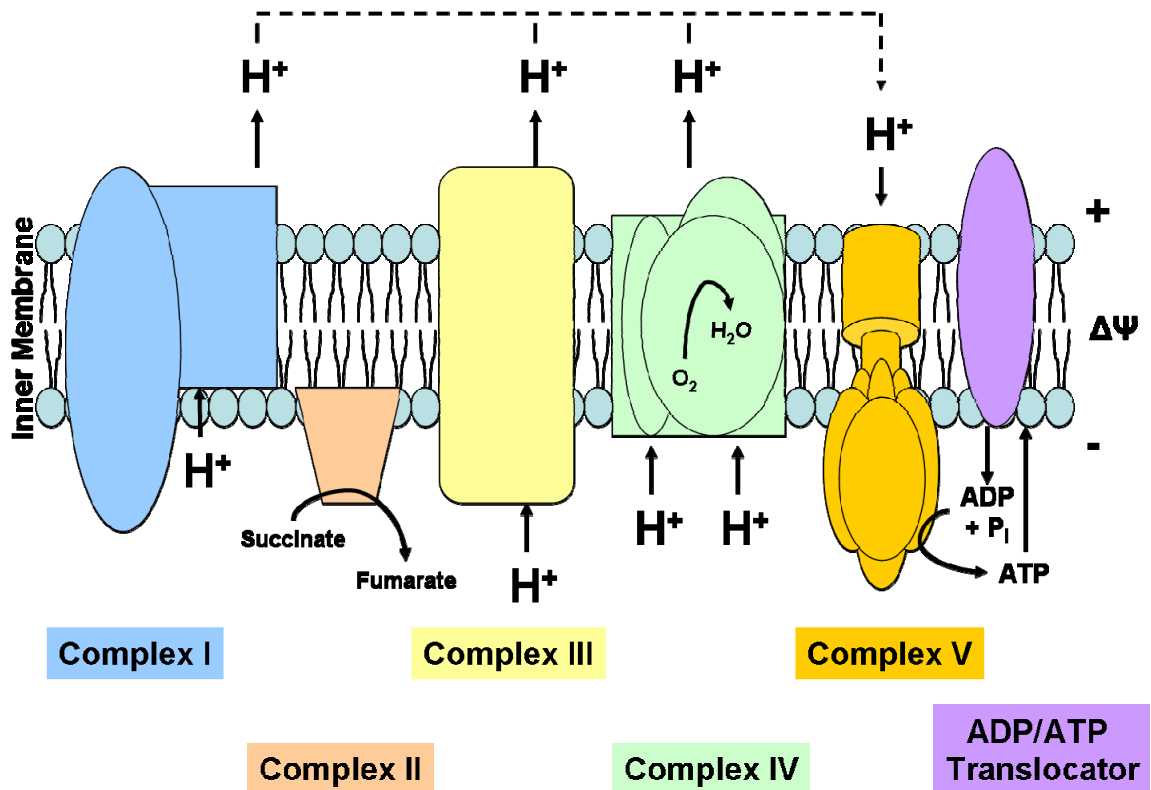 H⁺ H⁺ H⁺
H⁺
+
Inner Membrane
ΔΨ
H₂O
O₂
-
H⁺
Succinate
Fumarate
H⁺
H⁺ H⁺
ADP
+ Pᵢ
ATP
Complex I
Complex III
Complex V
Complex II
Complex IV
ADP/ATP
Translocator